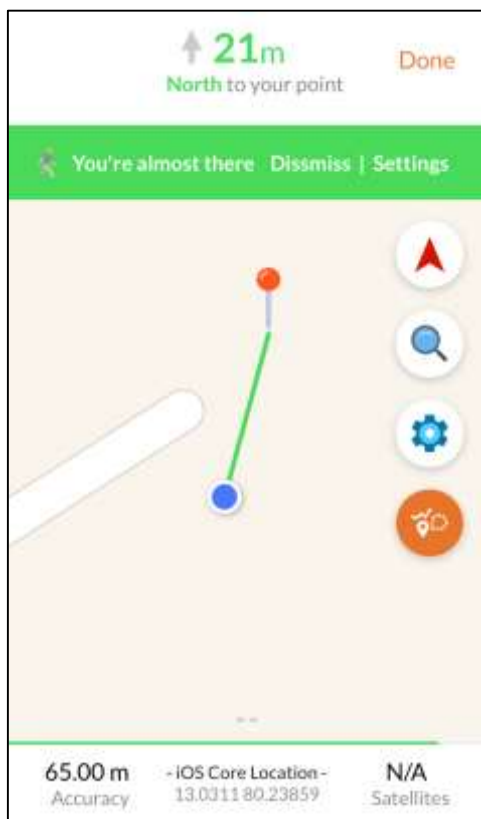 21m
Done
North to your point
You're almost there Dissmiss | Settings
65.00 m - iOS Core Location - N/A
Accuracy 13.0311 80.23859 Satellites